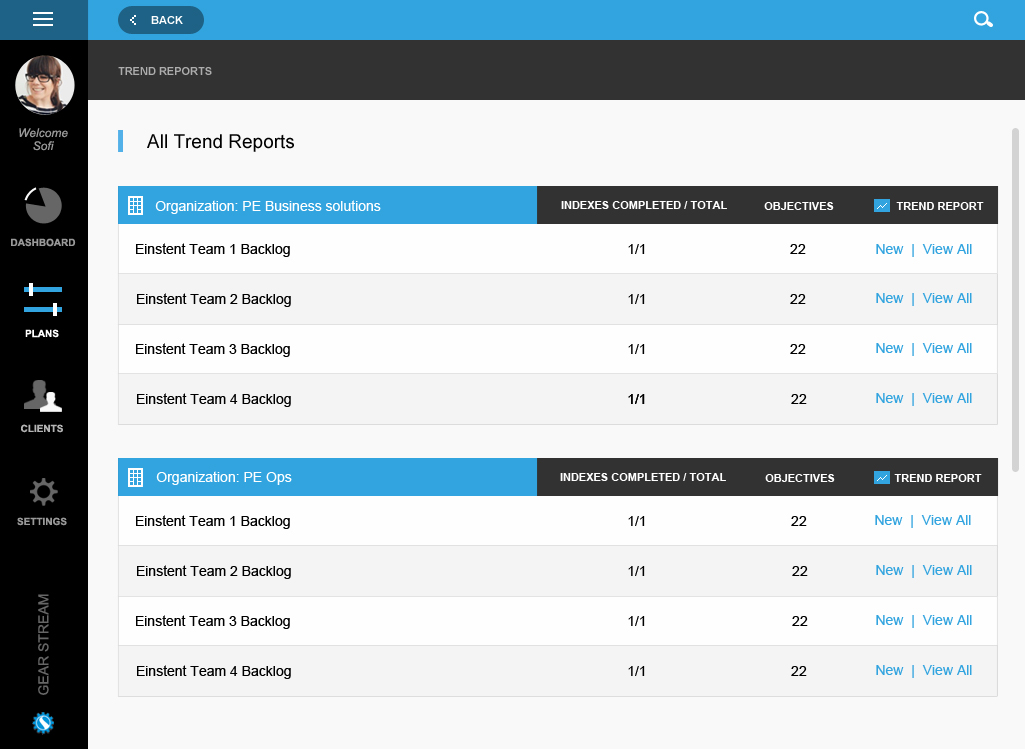 BACK
TREND REPORTS
Welcome
Sofi
DASHBOARD
PLANS
CLIENTS
SETTINGS
GEAR STREAM
All Trend Reports
Organization: PE Business solutions INDEXES COMPLETED / TOTAL OBJECTIVES TREND REPORT
Einstent Team 1 Backlog 1/1 22 New | View All
Einstent Team 2 Backlog 1/1 22 New | View All
Einstent Team 3 Backlog 1/1 22 New | View All
Einstent Team 4 Backlog 1/1 22 New | View All
Organization: PE Ops INDEXES COMPLETED / TOTAL OBJECTIVES TREND REPORT
Einstent Team 1 Backlog 1/1 22 New | View All
Einstent Team 2 Backlog 1/1 22 New | View All
Einstent Team 3 Backlog 1/1 22 New | View All
Einstent Team 4 Backlog 1/1 22 New | View All